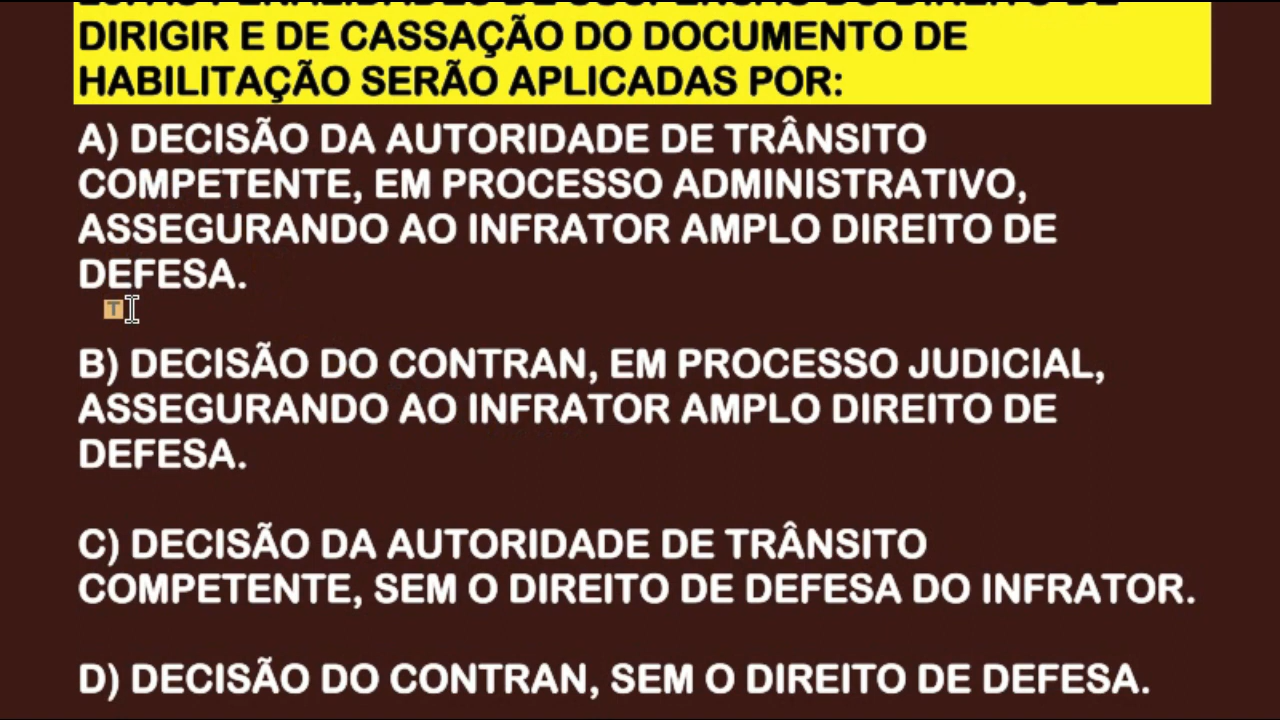 DIRIGIR E DE CASSAÇÃO DO DOCUMENTO DE
HABILITAÇÃO SERÃO APLICADAS POR:
A) DECISÃO DA AUTORIDADE DE TRÂNSITO
COMPETENTE, EM PROCESSO ADMINISTRATIVO,
ASSEGURANDO AO INFRATOR AMPLO DIREITO DE
DEFESA.
T
B) DECISÃO DO CONTRAN, EM PROCESSO JUDICIAL,
ASSEGURANDO AO INFRATOR AMPLO DIREITO DE
DEFESA.
C) DECISÃO DA AUTORIDADE DE TRÂNSITO
COMPETENTE, SEM O DIREITO DE DEFESA DO INFRATOR.
D) DECISÃO DO CONTRAN, SEM O DIREITO DE DEFESA.